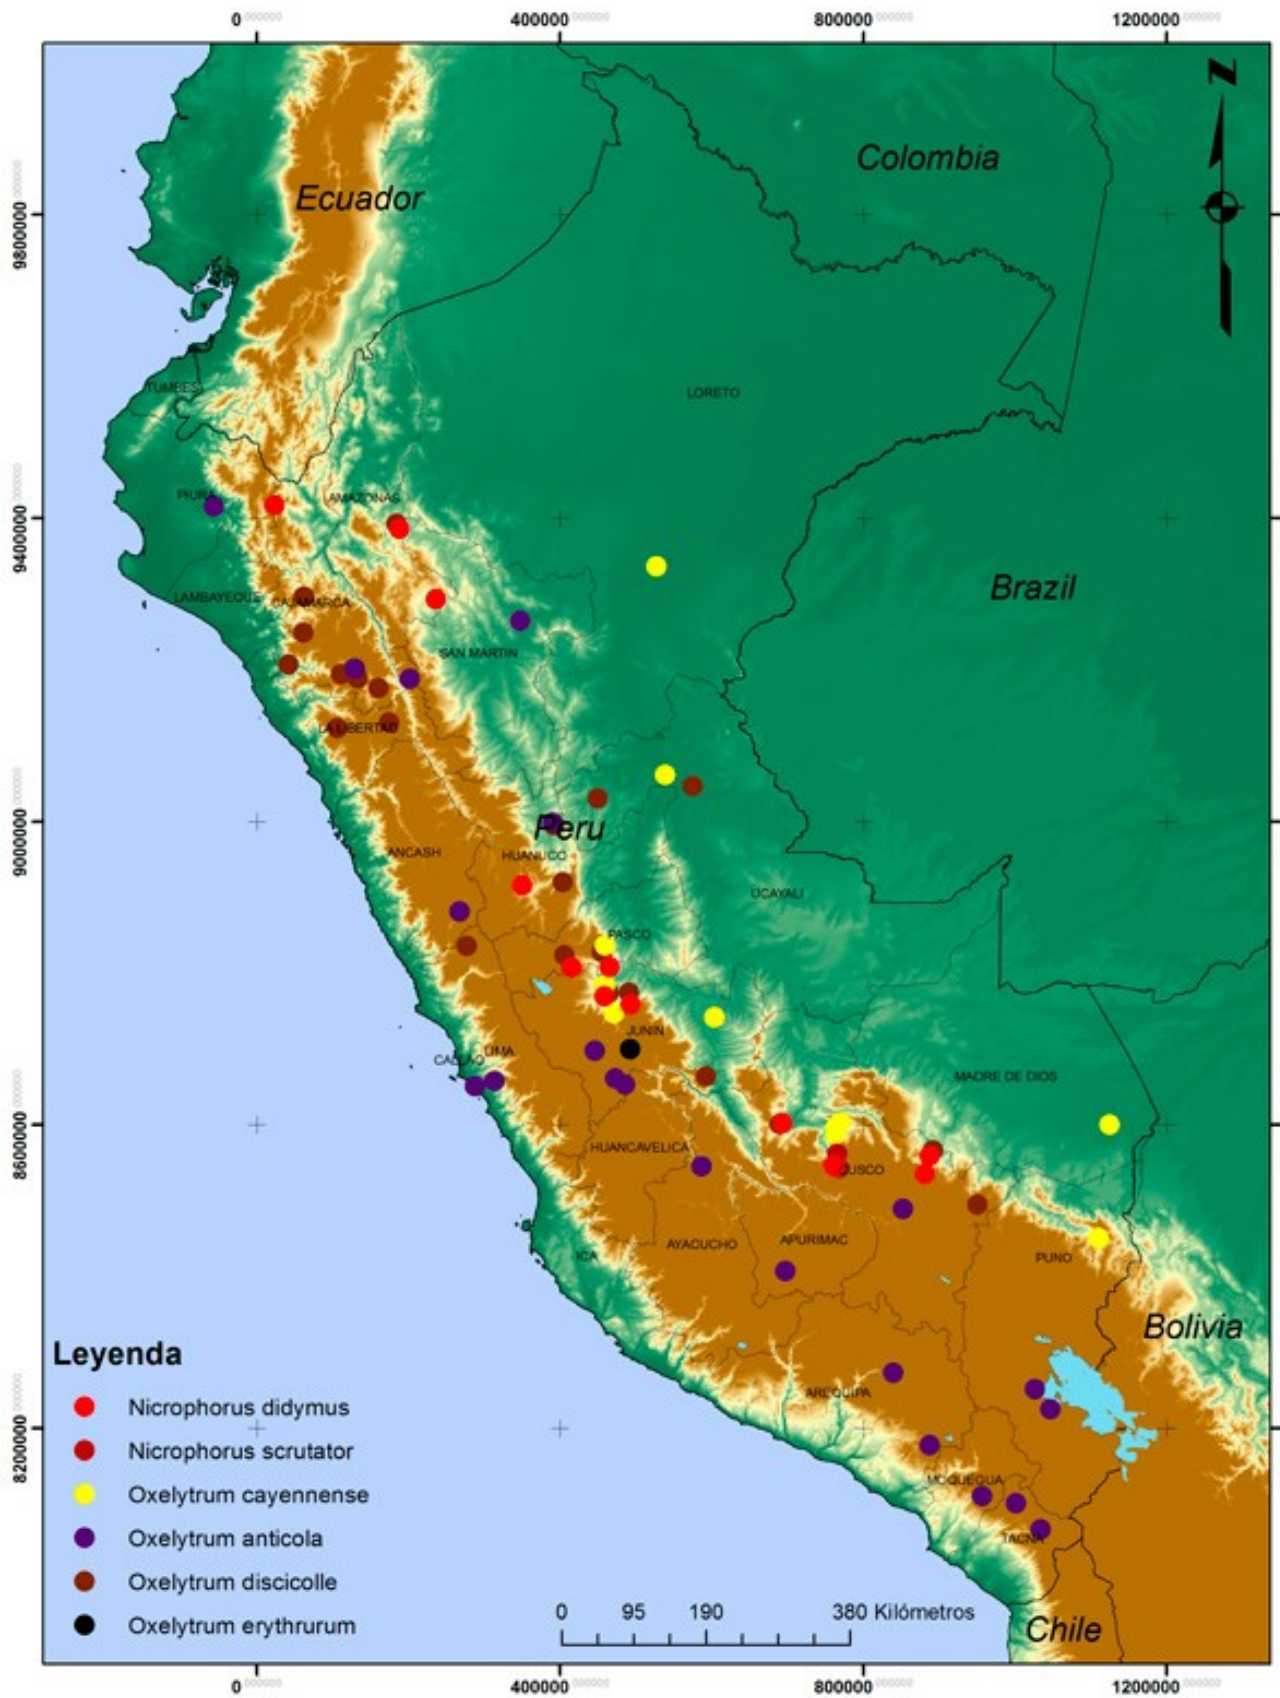 0 400000 800000 1200000
N
Colombia
Ecuador
9800000
TUMBES
LORETO
PIURA
AMAZONAS
9400000
Brazil
LAMBAYEQUE
CAJAMARCA
SAN MARTIN
LA LIBERTAD
9000000
Peru
ANCASH
HUANUCO
UCAYALI
PASCO
JUNIN
CALLAO
LIMA
MADRE DE DIOS
8600000
HUANCAVELICA
CUSCO
AYACUCHO
APURIMAC
ICA
PUNO
Bolivia
Leyenda
AREQUIPA
Nicrophorus didymus
8200000
Nicrophorus scrutator
MOQUEGUA
Oxelytrum cayennense
Oxelytrum anticola
TACNA
Oxelytrum discicolle
Oxelytrum erythrurum
0 95 190 380 Kilómetros
Chile
0 400000 800000 1200000